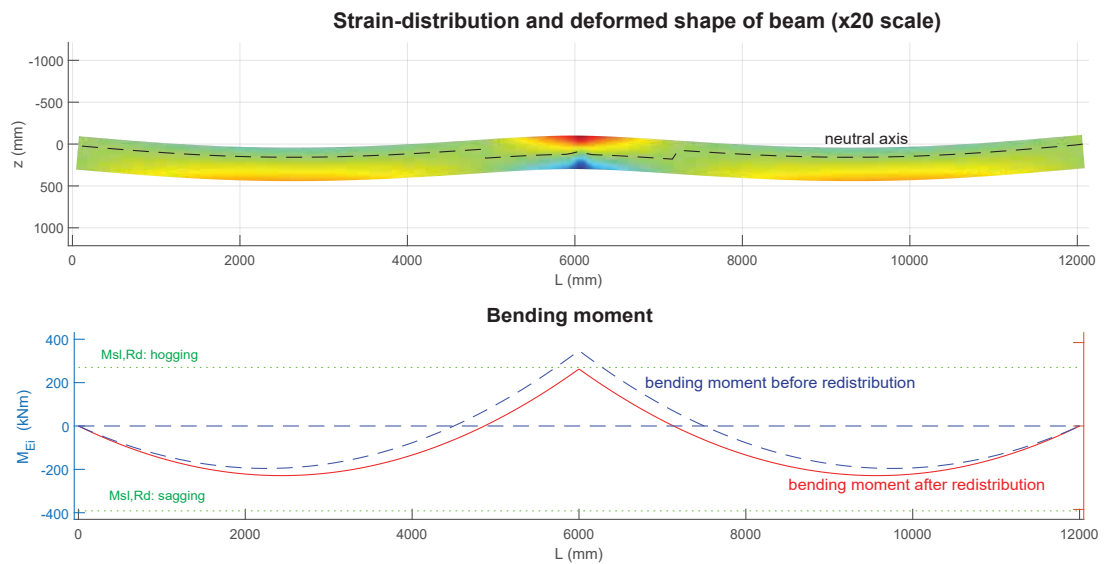 Strain-distribution and deformed shape of beam (x20 scale)
-1000
-500
0
500
1000
z (mm)
neutral axis
0
2000
4000
6000
8000
10000
12000
L (mm)
Bending moment
400
200
0
-200
-400
M_Ei (kNm)
Msl,Rd: hogging
bending moment before redistribution
Msl,Rd: sagging
bending moment after redistribution
0
2000
4000
6000
8000
10000
12000
L (mm)